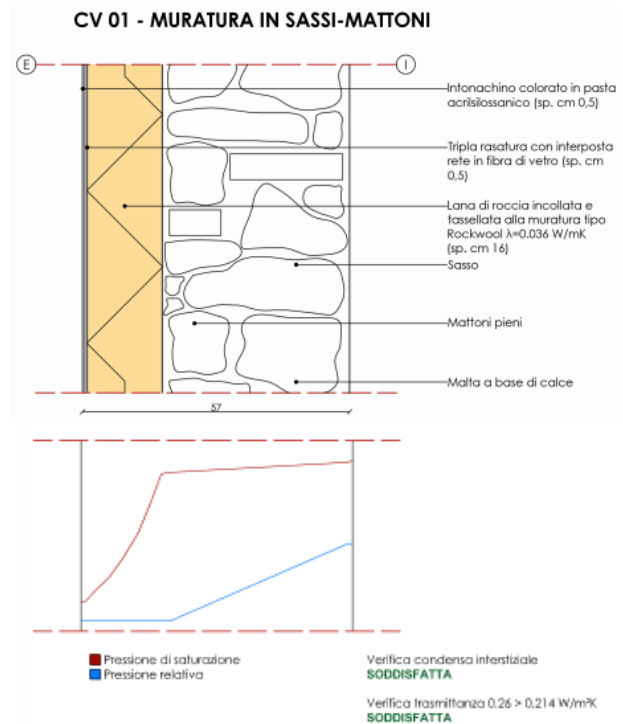 CV 01 - MURATURA IN SASSI-MATTONI
E
I
Intonachino colorato in pasta
acrilsilossanico (sp. cm 0,5)
Tripla rasatura con interposta
rete in fibra di vetro (sp. cm
0,5)
Lana di roccia incollata e
tassellata alla muratura tipo
Rockwool λ=0.036 W/mK
(sp. cm 16)
Sasso
Mattoni pieni
Malta a base di calce
57
Pressione di saturazione
Pressione relativa
Verifica condensa interstiziale
SODDISFATTA
Verifica trasmittanza 0.26 > 0,214 W/m²K
SODDISFATTA